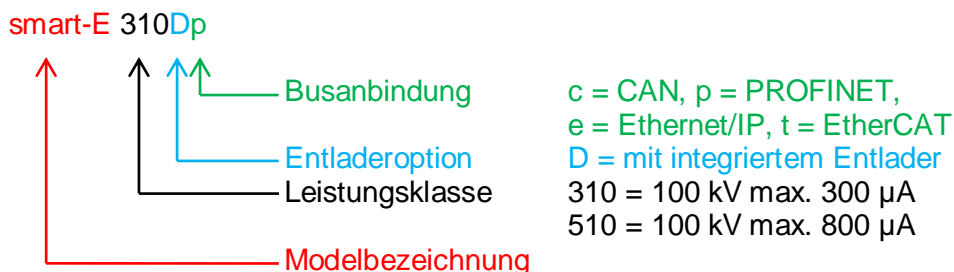 smart-E 310Dp
Busanbindung c = CAN, p = PROFINET,
e = Ethernet/IP, t = EtherCAT
Entladeroption D = mit integriertem Entlader
Leistungsklasse 310 = 100 kV max. 300 µA
510 = 100 kV max. 800 µA
Modelbezeichnung